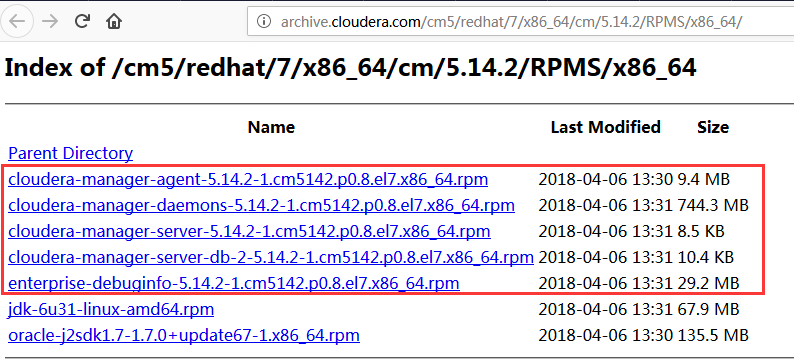 archive.cloudera.com/cm5/redhat/7/x86_64/cm/5.14.2/RPMS/x86_64/
Index of /cm5/redhat/7/x86_64/cm/5.14.2/RPMS/x86_64
Name Last Modified Size
Parent Directory
cloudera-manager-agent-5.14.2-1.cm5142.p0.8.el7.x86_64.rpm 2018-04-06 13:30 9.4 MB
cloudera-manager-daemons-5.14.2-1.cm5142.p0.8.el7.x86_64.rpm 2018-04-06 13:31 744.3 MB
cloudera-manager-server-5.14.2-1.cm5142.p0.8.el7.x86_64.rpm 2018-04-06 13:31 8.5 KB
cloudera-manager-server-db-2-5.14.2-1.cm5142.p0.8.el7.x86_64.rpm 2018-04-06 13:31 10.4 KB
enterprise-debuginfo-5.14.2-1.cm5142.p0.8.el7.x86_64.rpm 2018-04-06 13:31 29.2 MB
jdk-6u31-linux-amd64.rpm 2018-04-06 13:31 67.9 MB
oracle-j2sdk1.7-1.7.0+update67-1.x86_64.rpm 2018-04-06 13:30 135.5 MB